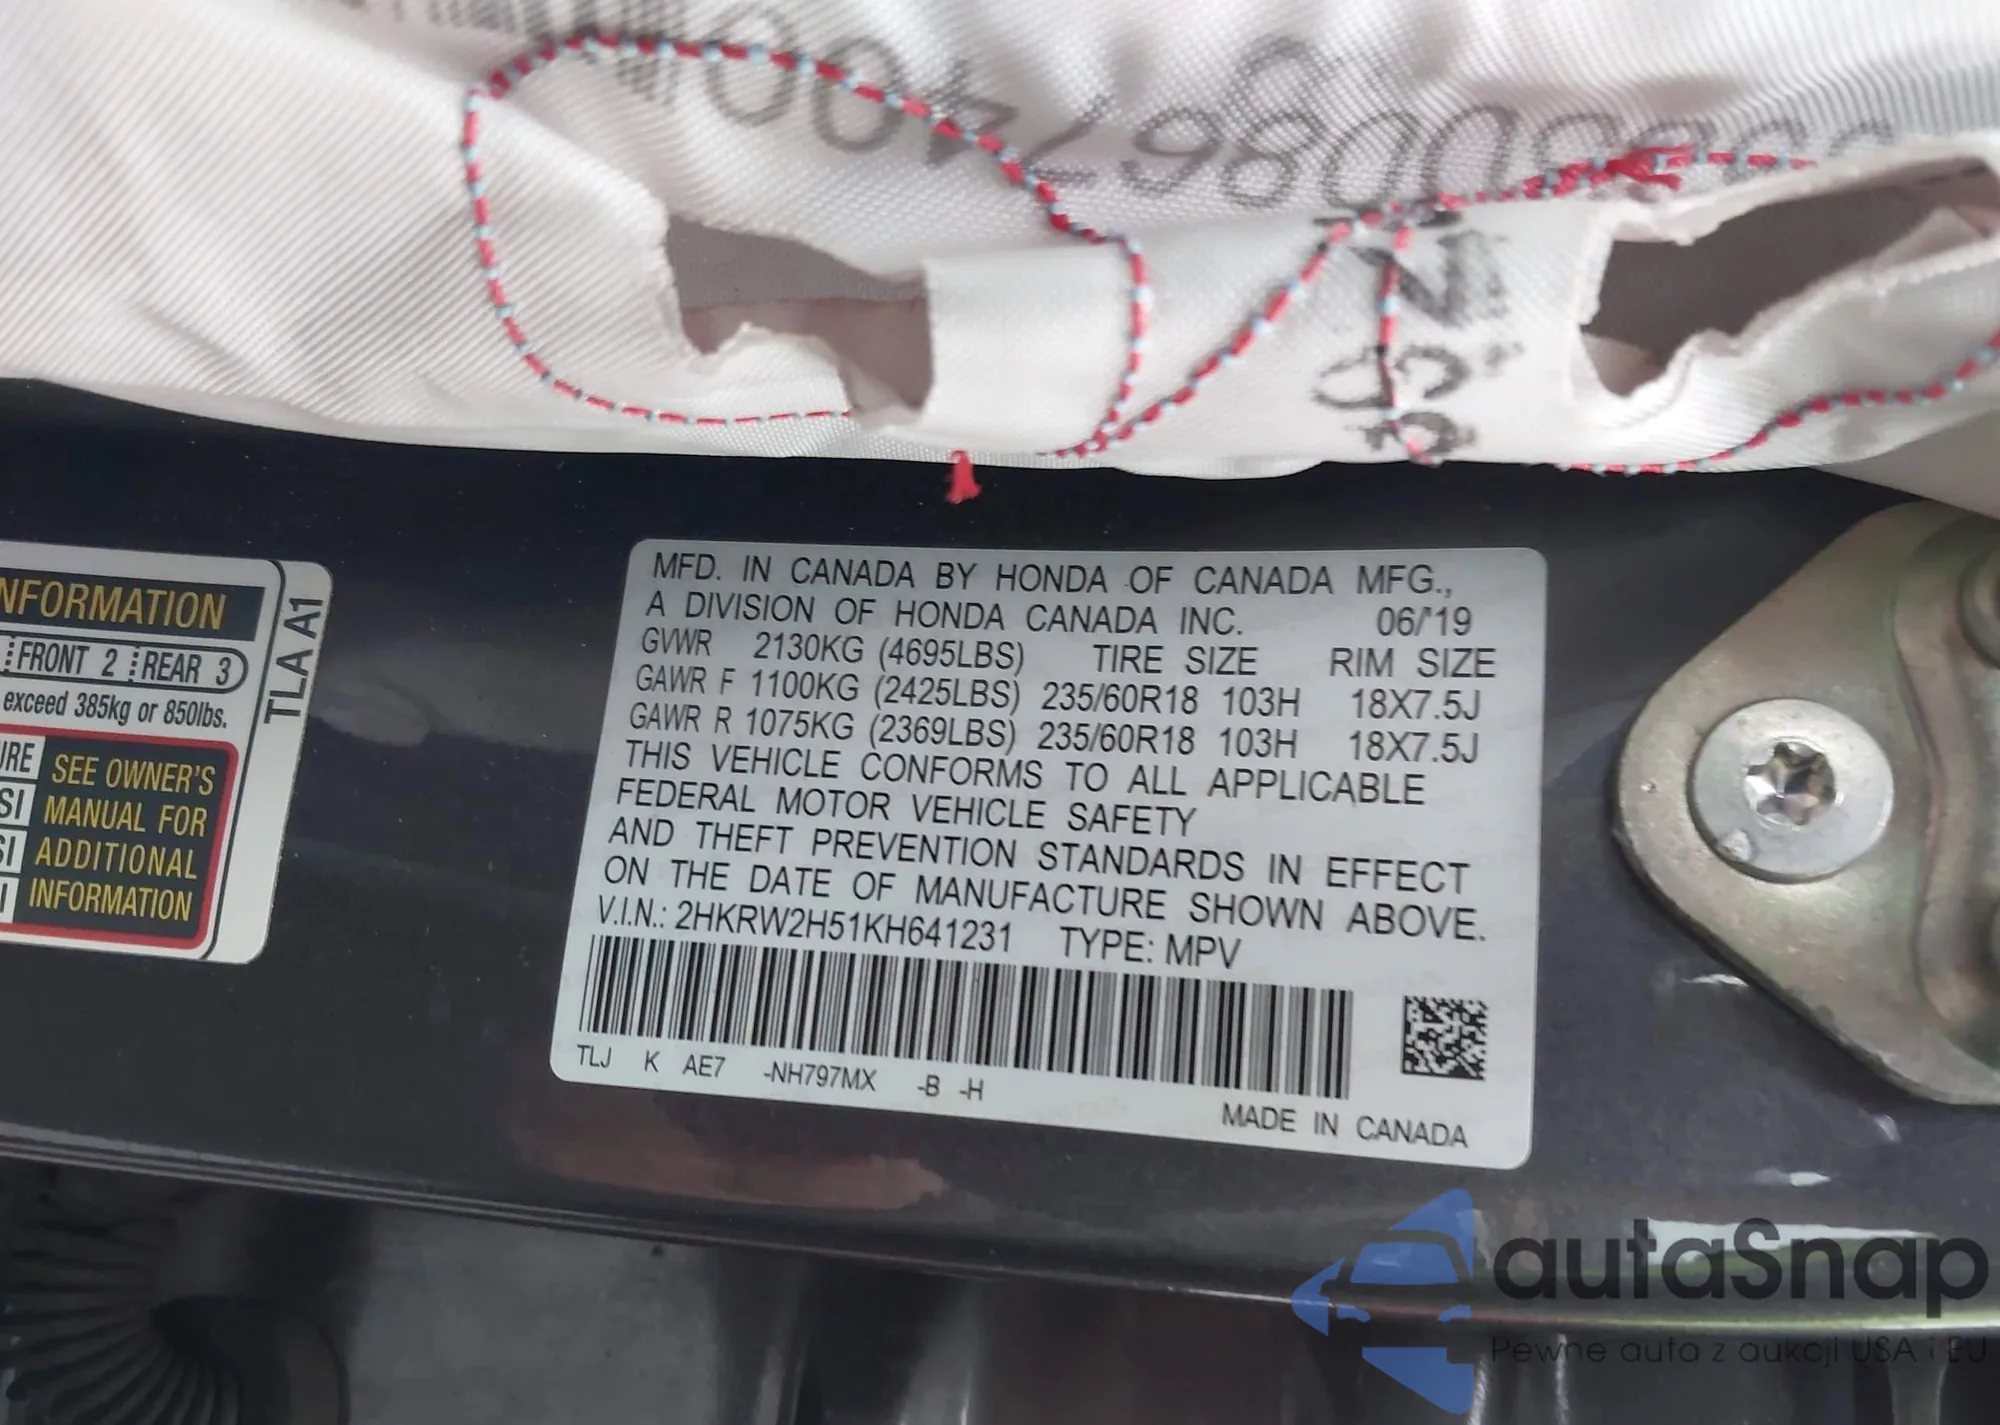 00867400
NFORMATION
FRONT 2 REAR 3
exceed 385kg or 850lbs.
URE
SEE OWNER'S
MANUAL FOR
ADDITIONAL
INFORMATION
TLA A1
MFD. IN CANADA BY HONDA OF CANADA MFG.,
A DIVISION OF HONDA CANADA INC. 06/'19
GVWR 2130KG (4695LBS) TIRE SIZE RIM SIZE
GAWR F 1100KG (2425LBS) 235/60R18 103H 18X7.5J
GAWR R 1075KG (2369LBS) 235/60R18 103H 18X7.5J
THIS VEHICLE CONFORMS TO ALL APPLICABLE
FEDERAL MOTOR VEHICLE SAFETY
AND THEFT PREVENTION STANDARDS IN EFFECT
ON THE DATE OF MANUFACTURE SHOWN ABOVE.
V.I.N.: 2HKRW2H51KH641231 TYPE: MPV
TLJ K AE7 -NH797MX -B -H
MADE IN CANADA
autaSnap
Pewne auta z aukcji USA i EU